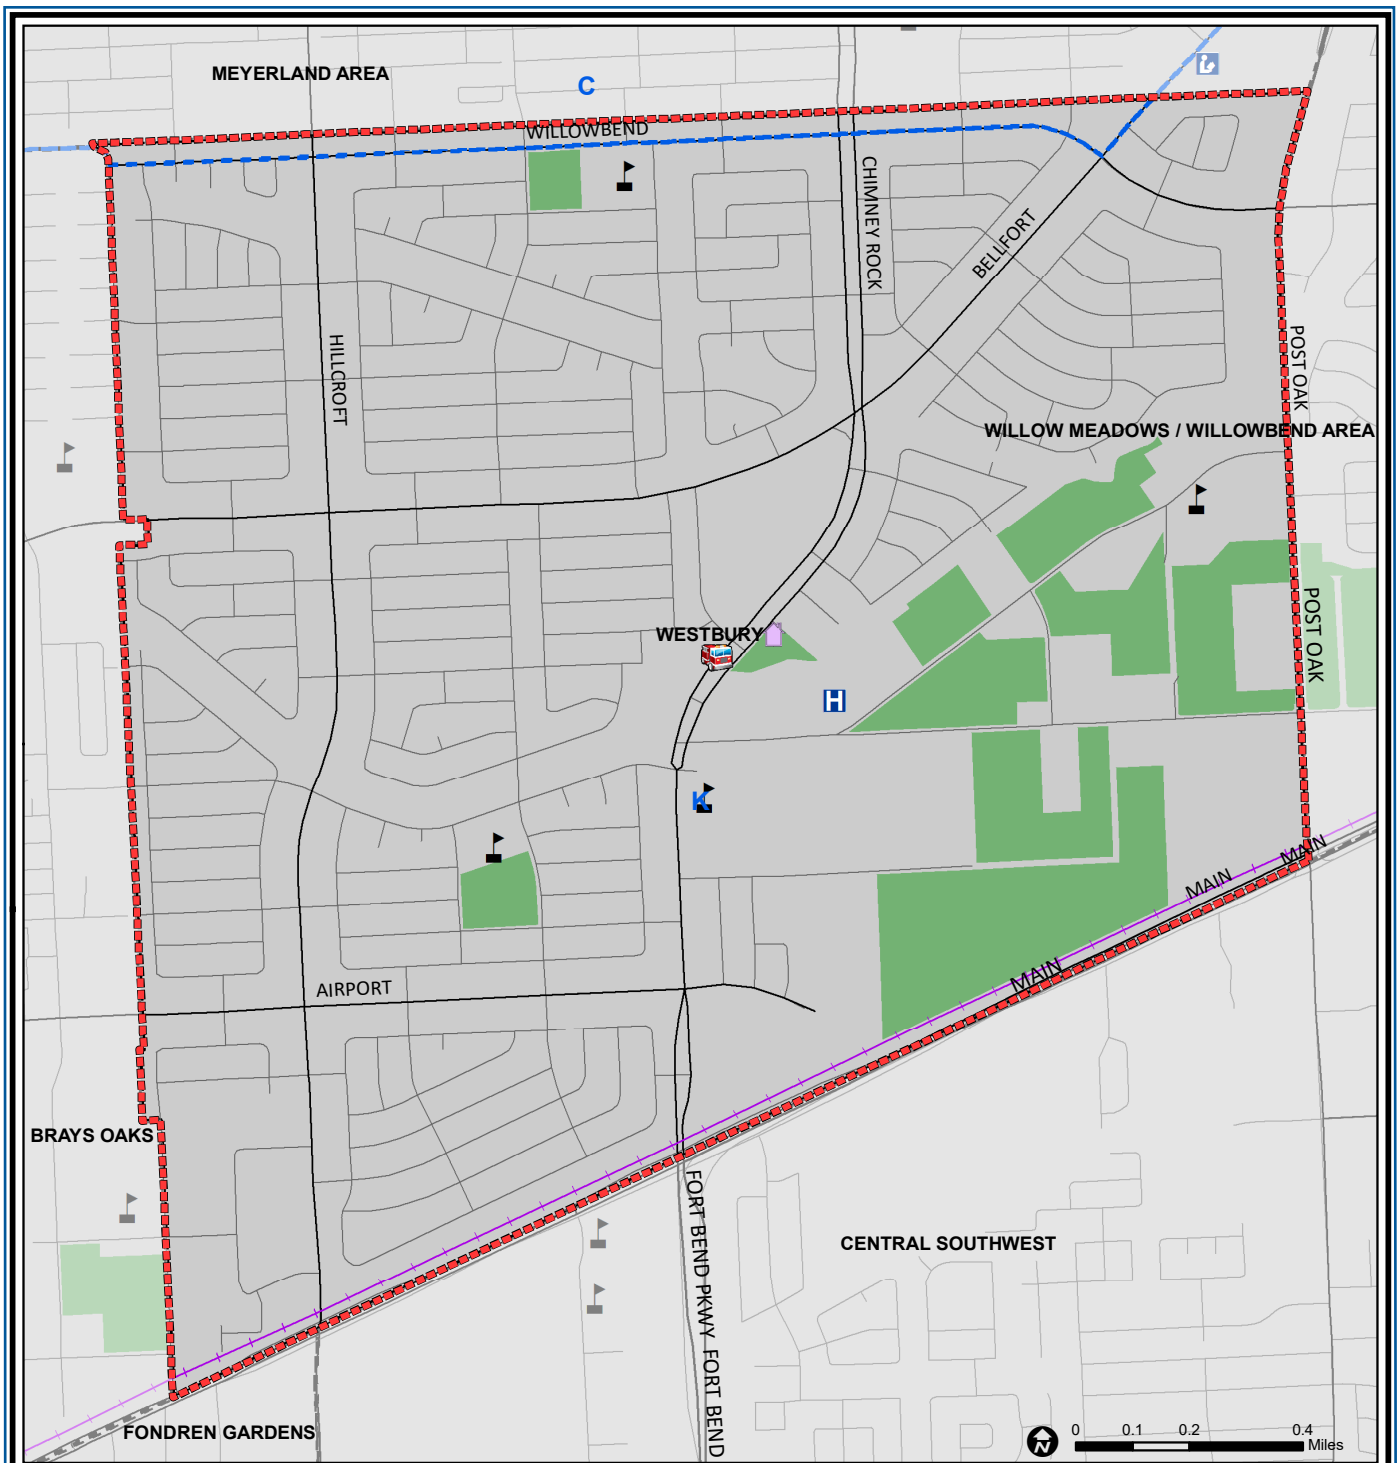 MEYERLAND AREA
C
WILLOWBEND
CHIMNEY ROCK
BELLFORT
HILLCROFT
POST OAK
WILLOW MEADOWS / WILLOWBEND AREA
POST OAK
WESTBURY
H
K
MAIN
MAIN
MAIN
AIRPORT
BRAYS OAKS
FORT BEND PKWY FORT BEND
CENTRAL SOUTHWEST
FONDREN GARDENS
N
0 0.1 0.2 0.4
Miles